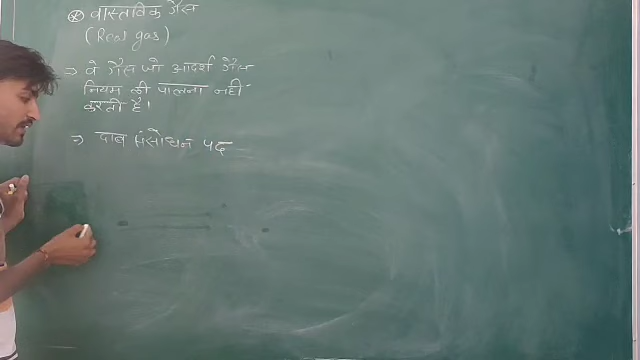 ⊛ वास्तविक गैस
(Real gas)
⇒ वे गैस जो आदर्श गैस
नियम की पालना नहीं
करती है।
⇒ दाब संसोधन पद